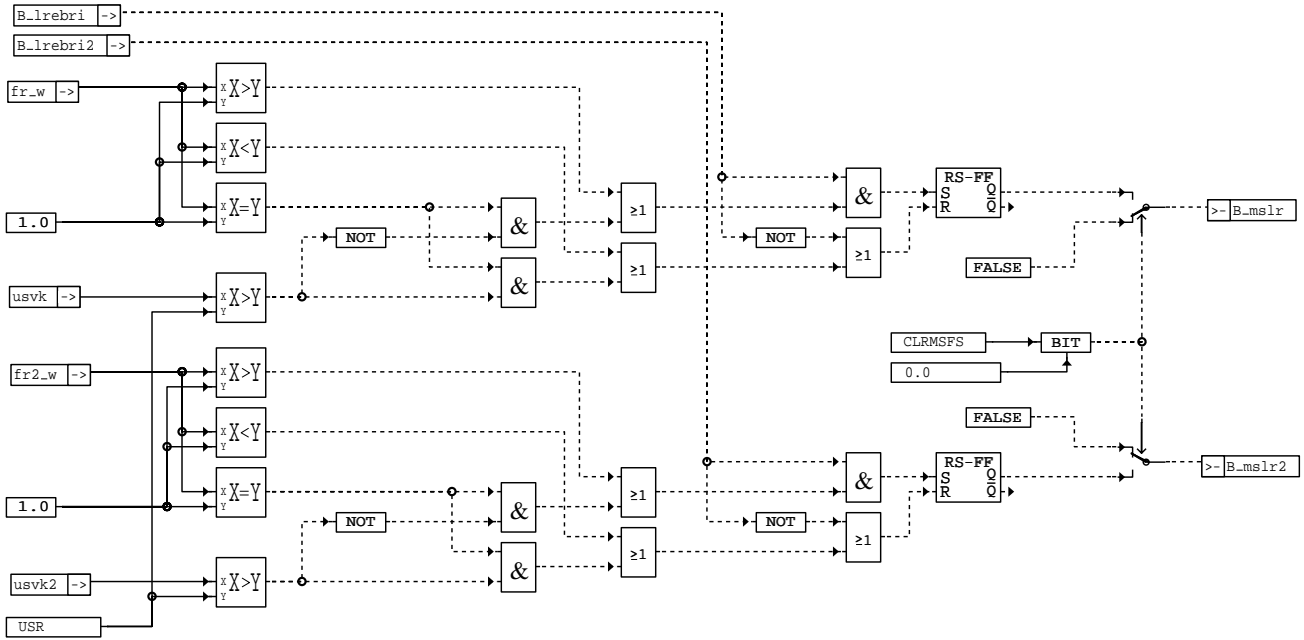 B_lrebri ->
B_lrebri2 ->
fr_w ->
X X>Y
Y
X X<Y
Y
X X=Y
Y
1.0
NOT
&
&
≥1
≥1
NOT
&
≥1
RS-FF
S Q
R Q
FALSE
>- B_mslr
usvk ->
X X>Y
Y
CLRMSFS
BIT
0.0
fr2_w ->
X X>Y
Y
X X<Y
Y
X X=Y
Y
1.0
NOT
&
&
≥1
≥1
NOT
&
≥1
FALSE
RS-FF
S Q
R Q
>- B_mslr2
usvk2 ->
X X>Y
Y
USR